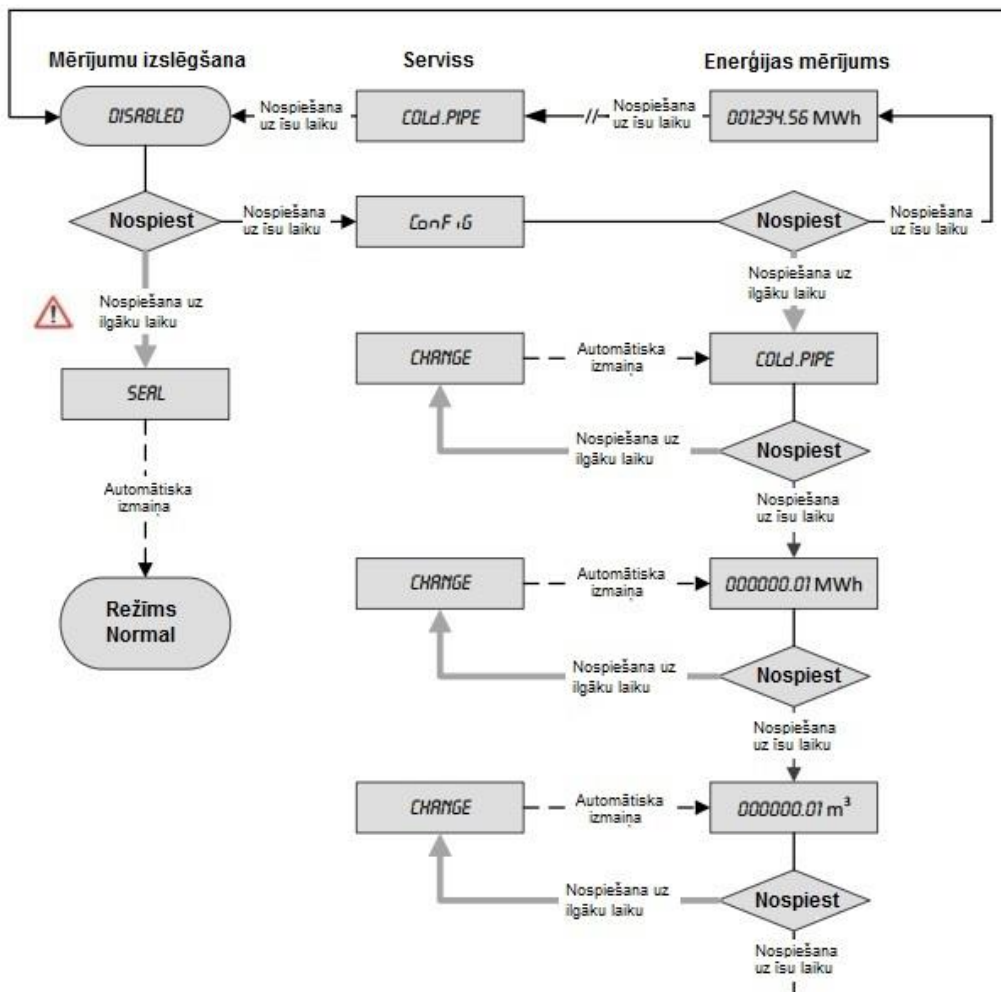 Mērījumu izslēgšana
Serviss
Enerģijas mērījums
DISABLED
Nospiešana
uz īsu laiku
COLd.PIPE
Nospiešana
uz īsu laiku
001234.56 MWh
Nospiest
Nospiešana
uz īsu laiku
ConFiG
Nospiest
Nospiešana
uz īsu laiku
Nospiešana uz
ilgāku laiku
Nospiešana uz
ilgāku laiku
CHANGE
Automātiska
izmaiņa
COLd.PIPE
SEAL
Nospiešana uz
ilgāku laiku
Nospiest
Automātiska
izmaiņa
Nospiešana
uz īsu laiku
CHANGE
Automātiska
izmaiņa
000000.01 MWh
Režīms
Normal
Nospiešana uz
ilgāku laiku
Nospiest
Nospiešana
uz īsu laiku
CHANGE
Automātiska
izmaiņa
000000.01 m³
Nospiešana uz
ilgāku laiku
Nospiest
Nospiešana
uz īsu laiku